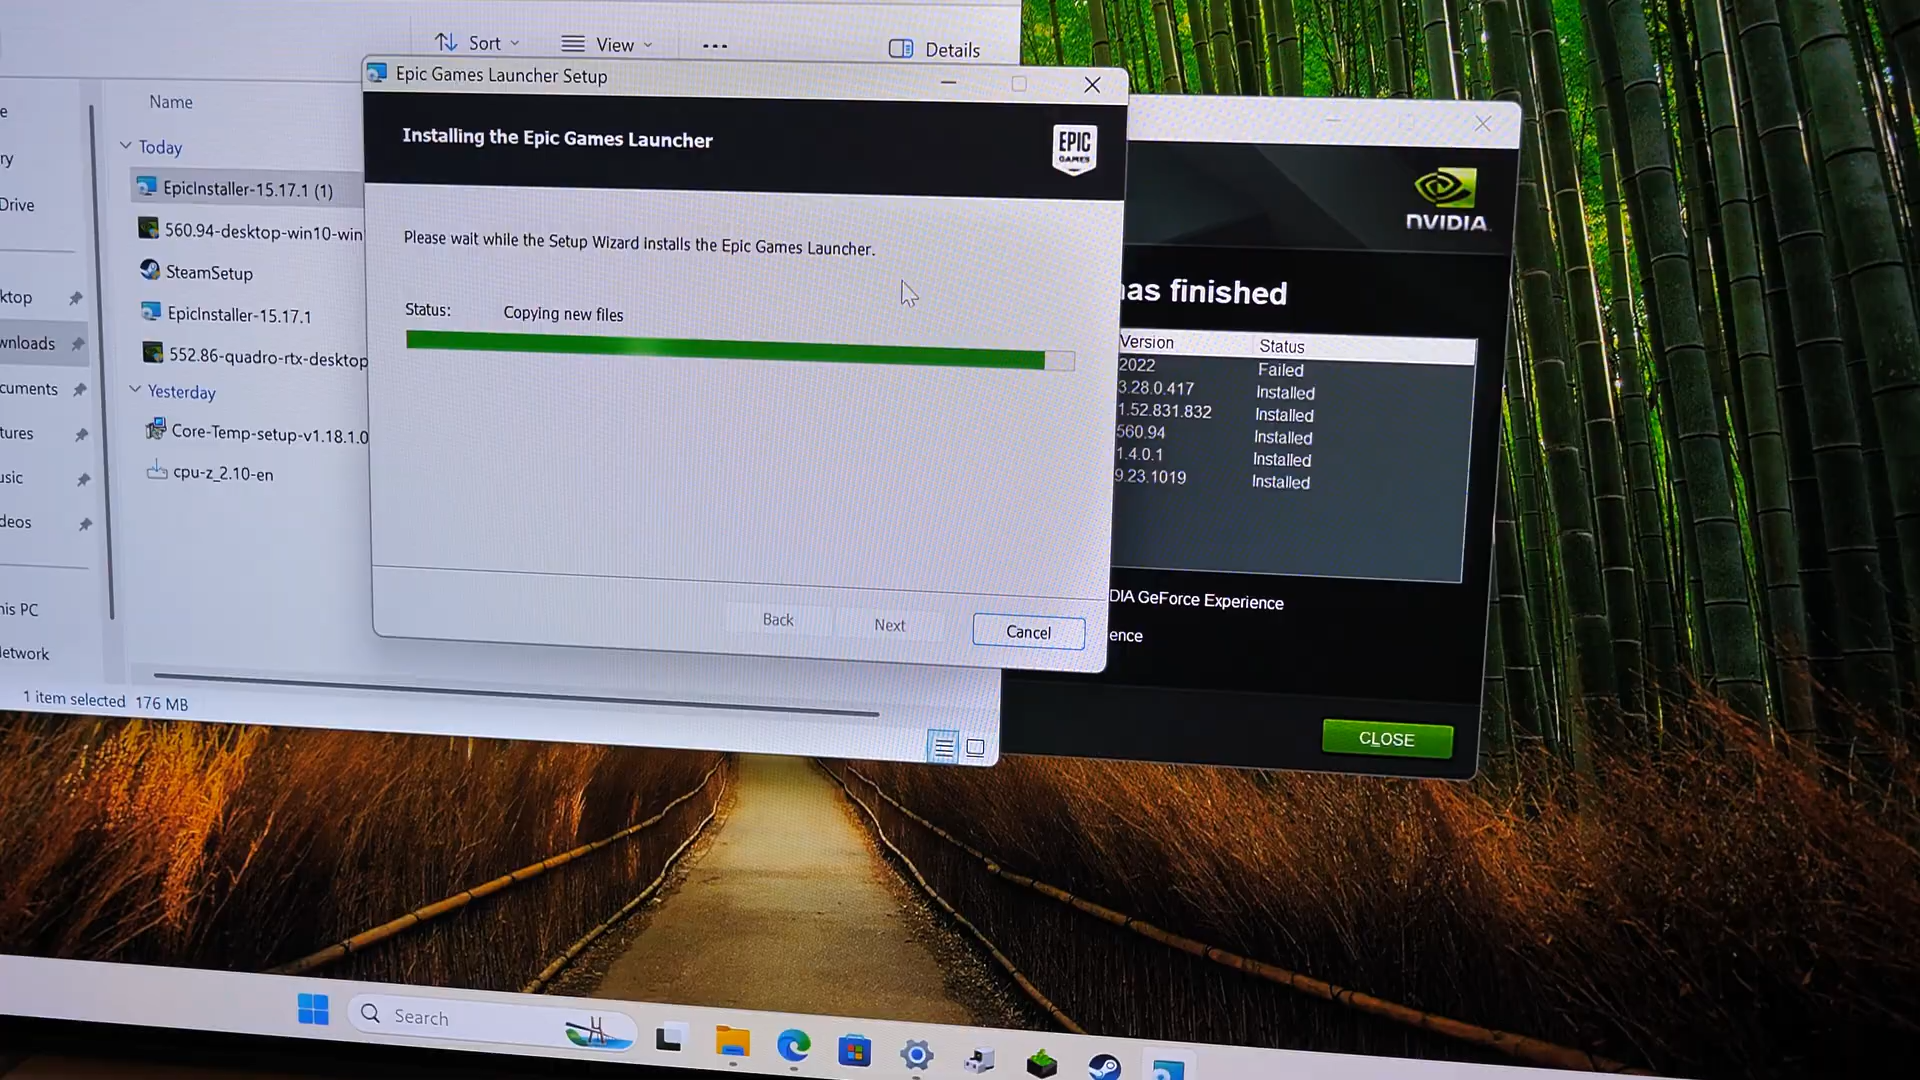 Sort
View
Details
Name
Today
EpicInstaller-15.17.1 (1)
560.94-desktop-win10-win
SteamSetup
EpicInstaller-15.17.1
552.86-quadro-rtx-desktop
Yesterday
Core-Temp-setup-v1.18.1.0
cpu-z_2.10-en
e
ry
Drive
ktop
wnloads
cuments
tures
usic
deos
his PC
Network
1 item selected 176 MB
Epic Games Launcher Setup
Installing the Epic Games Launcher
EPIC
GAMES
Please wait while the Setup Wizard installs the Epic Games Launcher.
Status: Copying new files
Back
Next
Cancel
NVIDIA
has finished
Version Status
2022 Failed
3.28.0.417 Installed
1.52.831.832 Installed
560.94 Installed
1.4.0.1 Installed
9.23.1019 Installed
DIA GeForce Experience
ence
CLOSE
Search